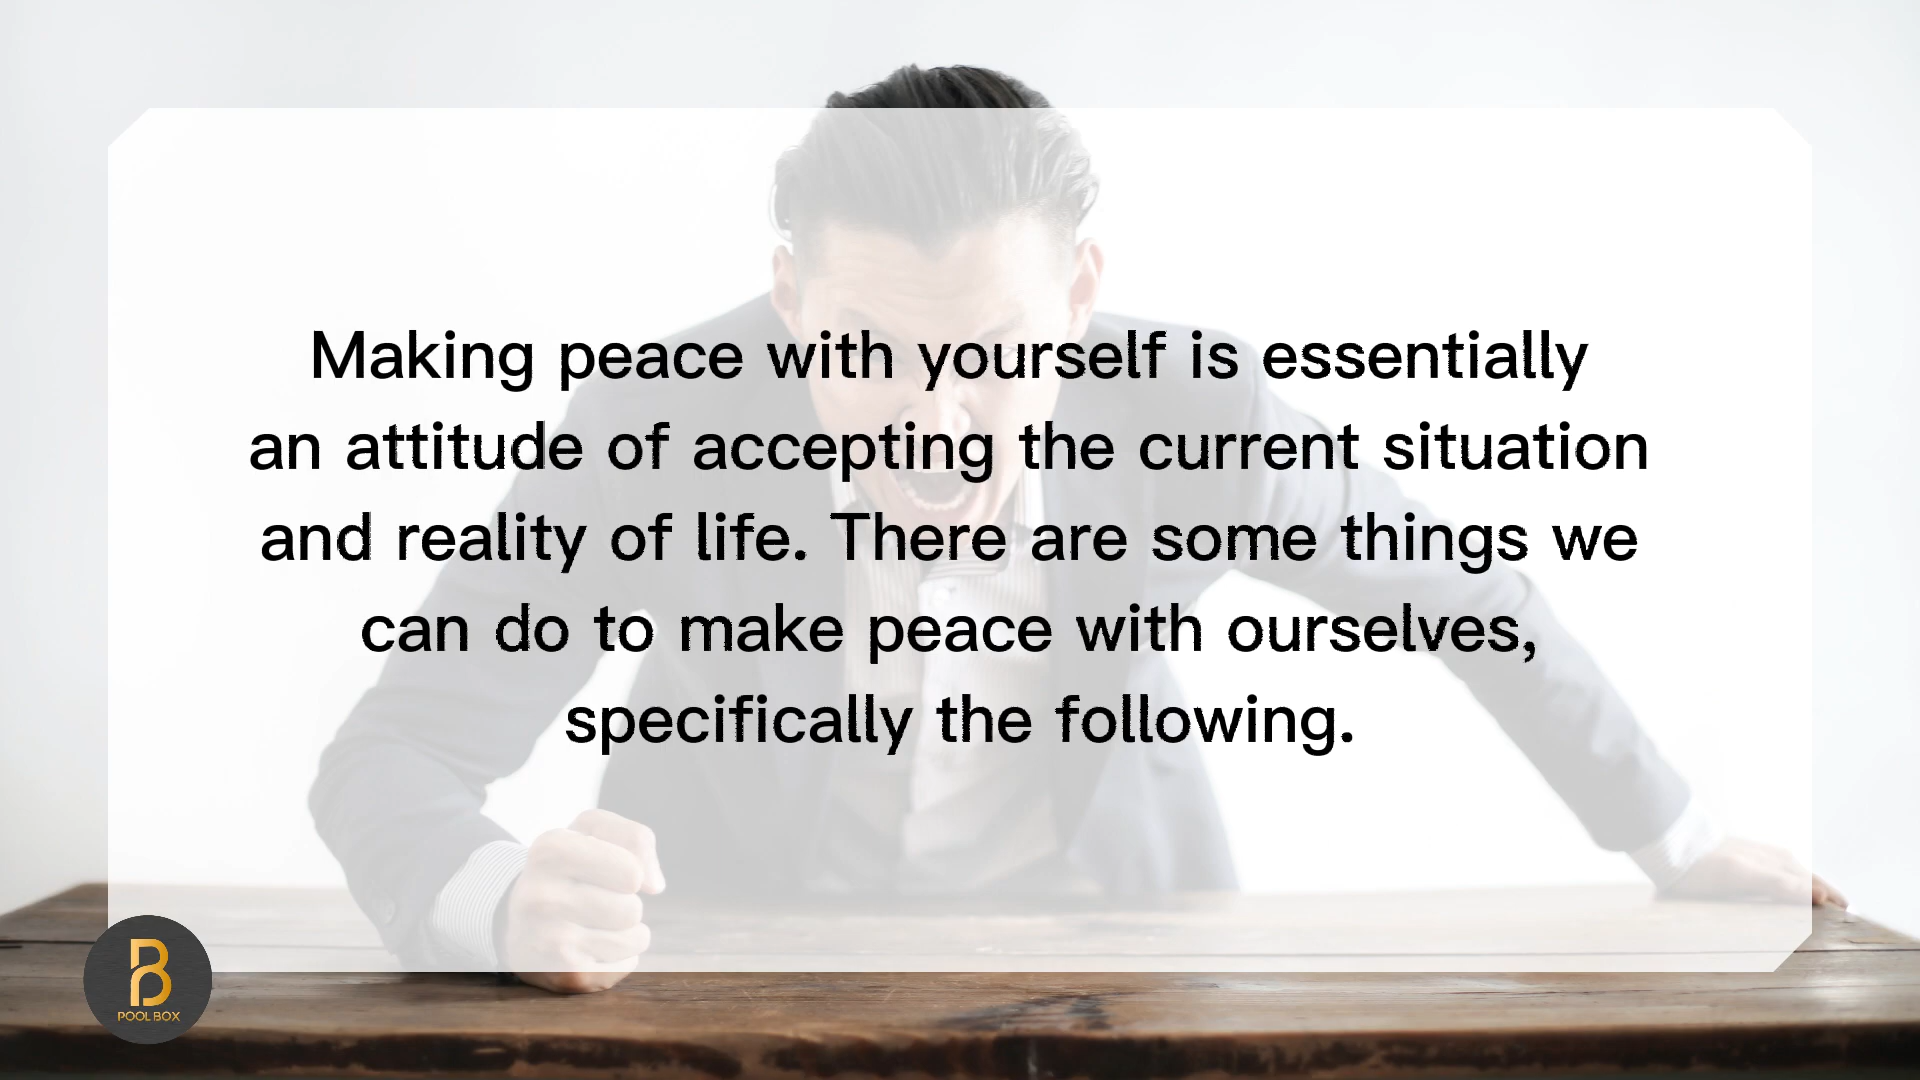 Making peace with yourself is essentially
an attitude of accepting the current situation
and reality of life. There are some things we
can do to make peace with ourselves,
specifically the following.
POOL BOX